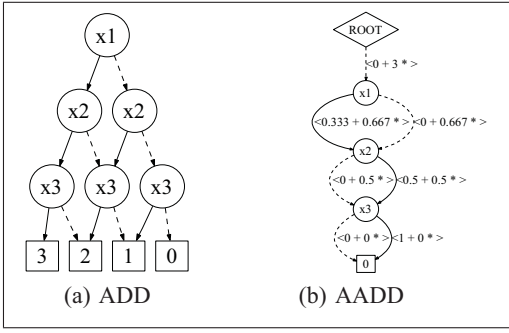 x1
ROOT
<0 + 3 * >
x1
x2 x2
<0.333 + 0.667 * > <0 + 0.667 * >
x2
<0 + 0.5 * > <0.5 + 0.5 * >
x3 x3 x3
x3
<0 + 0 * > <1 + 0 * >
3 2 1 0
0
(a) ADD (b) AADD